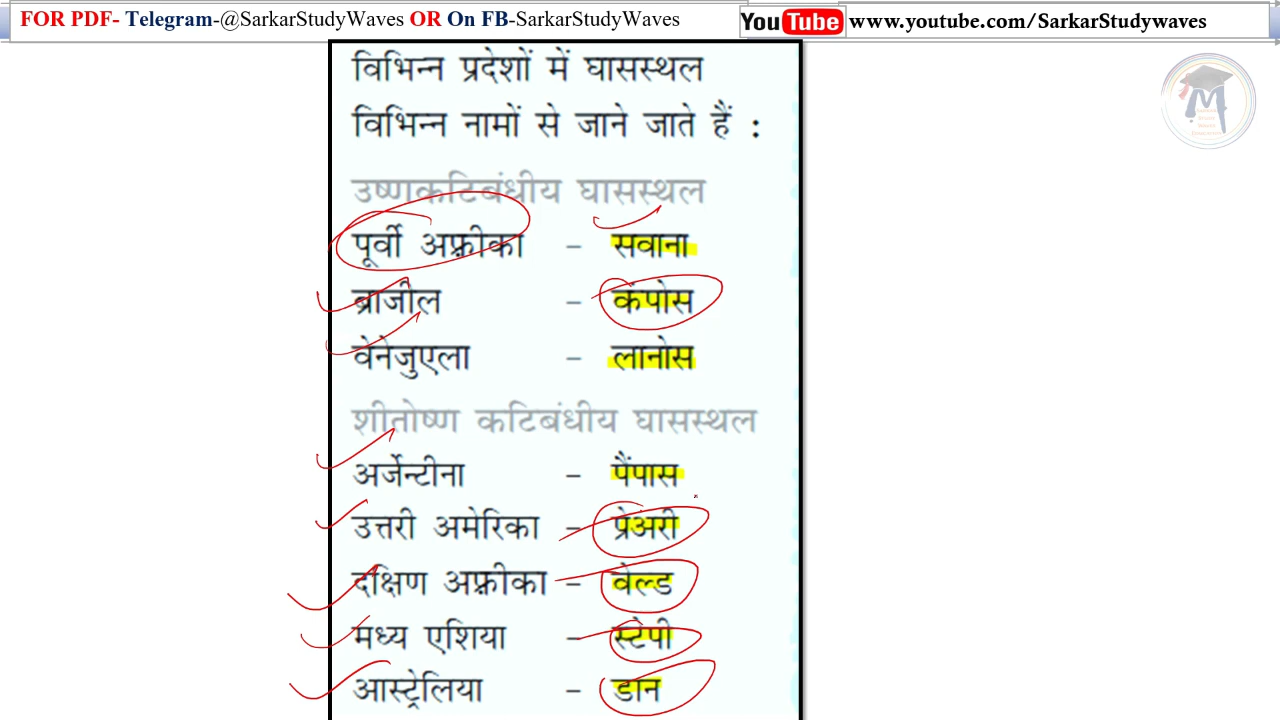 FOR PDF- Telegram-@SarkarStudyWaves OR On FB-SarkarStudyWaves
YouTube www.youtube.com/SarkarStudywaves
विभिन्न प्रदेशों में घासस्थल
विभिन्न नामों से जाने जाते हैं :
उष्णकटिबंधीय घासस्थल
पूर्वी अफ़्रीका – सवाना
ब्राजील – कंपोस
वेनेजुएला – लानोस
शीतोष्ण कटिबंधीय घासस्थल
अर्जेन्टीना – पैंपास
उत्तरी अमेरिका – प्रेअरी
दक्षिण अफ़्रीका – वेल्ड
मध्य एशिया – स्टेपी
आस्ट्रेलिया – डान